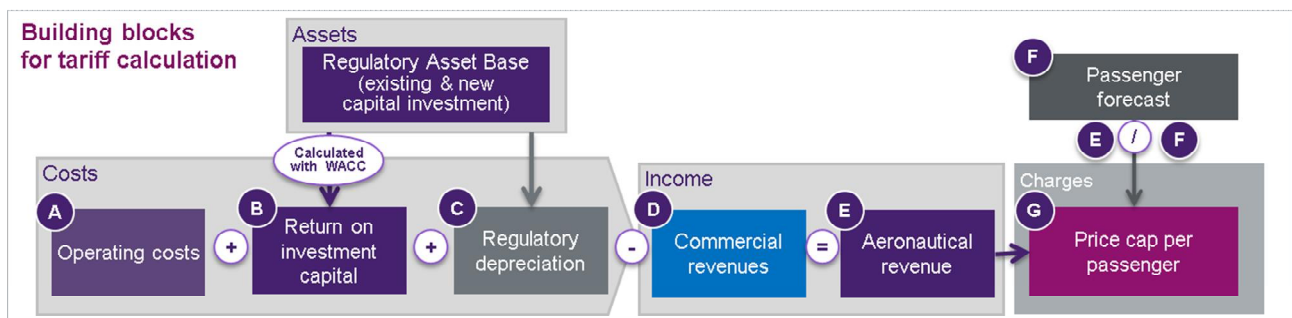 Building blocks
for tariff calculation
Assets
Regulatory Asset Base
(existing & new
capital investment)
F
Passenger
forecast
E / F
Calculated
with WACC
Costs
A
Operating costs
+
B
Return on
investment
capital
+
C
Regulatory
depreciation
-
Income
D
Commercial
revenues
=
E
Aeronautical
revenue
Charges
G
Price cap per
passenger